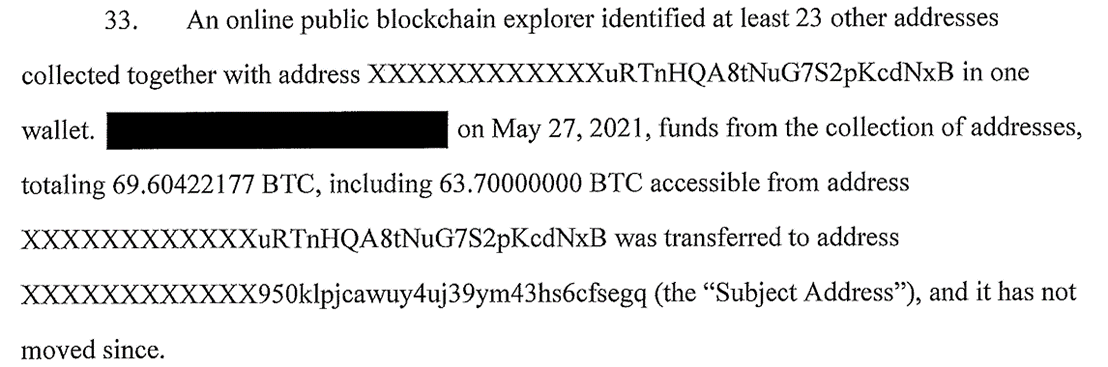 33. An online public blockchain explorer identified at least 23 other addresses
collected together with address XXXXXXXXXXXXuRTnHQA8tNuG7S2pKcdNxB in one
wallet. on May 27, 2021, funds from the collection of addresses,
totaling 69.60422177 BTC, including 63.70000000 BTC accessible from address
XXXXXXXXXXXXuRTnHQA8tNuG7S2pKcdNxB was transferred to address
XXXXXXXXXXXX950klpjcawuy4uj39ym43hs6cfsegq (the “Subject Address”), and it has not
moved since.